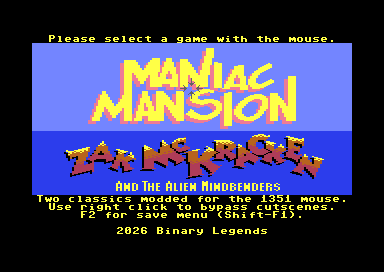 Please select a game with the mouse.
MANIAC
MANSION
ZAK MCKRACKEN
AND THE ALIEN MINDBENDERS
Two classics modded for the 1351 mouse.
Use right click to bypass cutscenes.
F2 for save menu (Shift-F1).
2026 Binary Legends